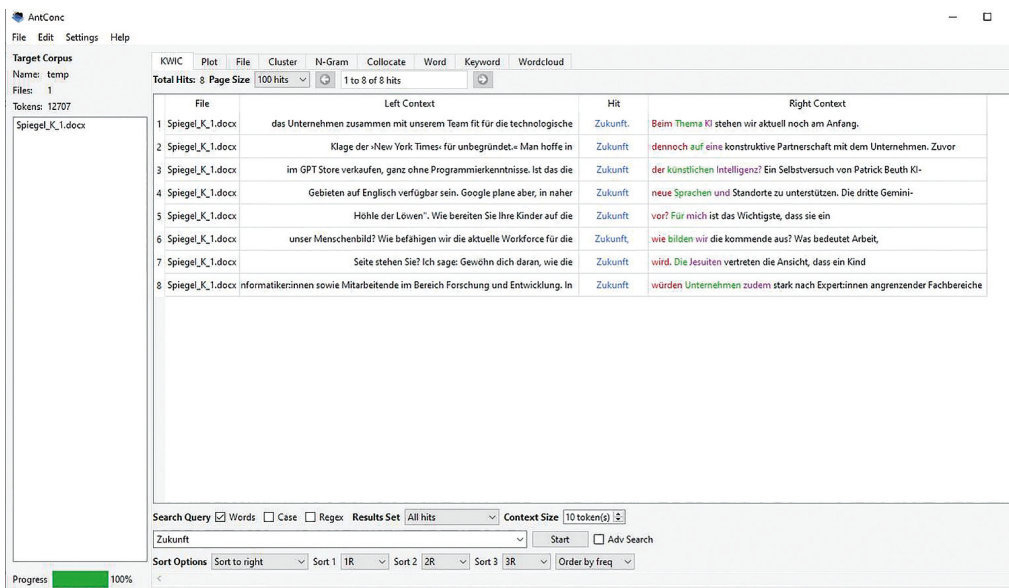 AntConc
File Edit Settings Help
Target Corpus
Name: temp
Files: 1
Tokens: 12707
Spiegel_K_1.docx
Progress 100%
KWIC Plot File Cluster N-Gram Collocate Word Keyword Wordcloud
Total Hits: 8 Page Size 100 hits 1 to 8 of 8 hits
File Left Context Hit Right Context
1 Spiegel_K_1.docx das Unternehmen zusammen mit unserem Team fit für die technologische Zukunft. Beim Thema KI stehen wir aktuell noch am Anfang.
2 Spiegel_K_1.docx Klage der ›New York Times‹ für unbegründet.« Man hoffe in Zukunft dennoch auf eine konstruktive Partnerschaft mit dem Unternehmen. Zuvor
3 Spiegel_K_1.docx im GPT Store verkaufen, ganz ohne Programmierkenntnisse. Ist das die Zukunft der künstlichen Intelligenz? Ein Selbstversuch von Patrick Beuth KI-
4 Spiegel_K_1.docx Gebieten auf Englisch verfügbar sein. Google plane aber, in naher Zukunft neue Sprachen und Standorte zu unterstützen. Die dritte Gemini-
5 Spiegel_K_1.docx Höhle der Löwen". Wie bereiten Sie Ihre Kinder auf die Zukunft vor? Für mich ist das Wichtigste, dass sie ein
6 Spiegel_K_1.docx unser Menschenbild? Wie befähigen wir die aktuelle Workforce für die Zukunft, wie bilden wir die kommende aus? Was bedeutet Arbeit,
7 Spiegel_K_1.docx Seite stehen Sie? Ich sage: Gewöhn dich daran, wie die Zukunft wird. Die Jesuiten vertreten die Ansicht, dass ein Kind
8 Spiegel_K_1.docx nformatiker:innen sowie Mitarbeitende im Bereich Forschung und Entwicklung. In Zukunft würden Unternehmen zudem stark nach Expert:innen angrenzender Fachbereiche
Search Query Words Case Regex Results Set All hits Context Size 10 token(s)
Zukunft Start Adv Search
Sort Options Sort to right Sort 1 1R Sort 2 2R Sort 3 3R Order by freq